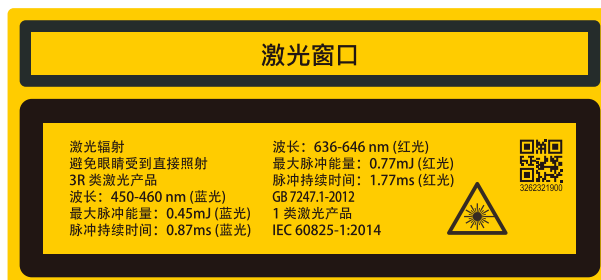 激光窗口
激光辐射
避免眼睛受到直接照射
3R 类激光产品
波长：450-460 nm (蓝光)
最大脉冲能量：0.45mJ (蓝光)
脉冲持续时间：0.87ms (蓝光)
波长：636-646 nm (红光)
最大脉冲能量：0.77mJ (红光)
脉冲持续时间：1.77ms (红光)
GB 7247.1-2012
1 类激光产品
IEC 60825-1:2014
3262321900